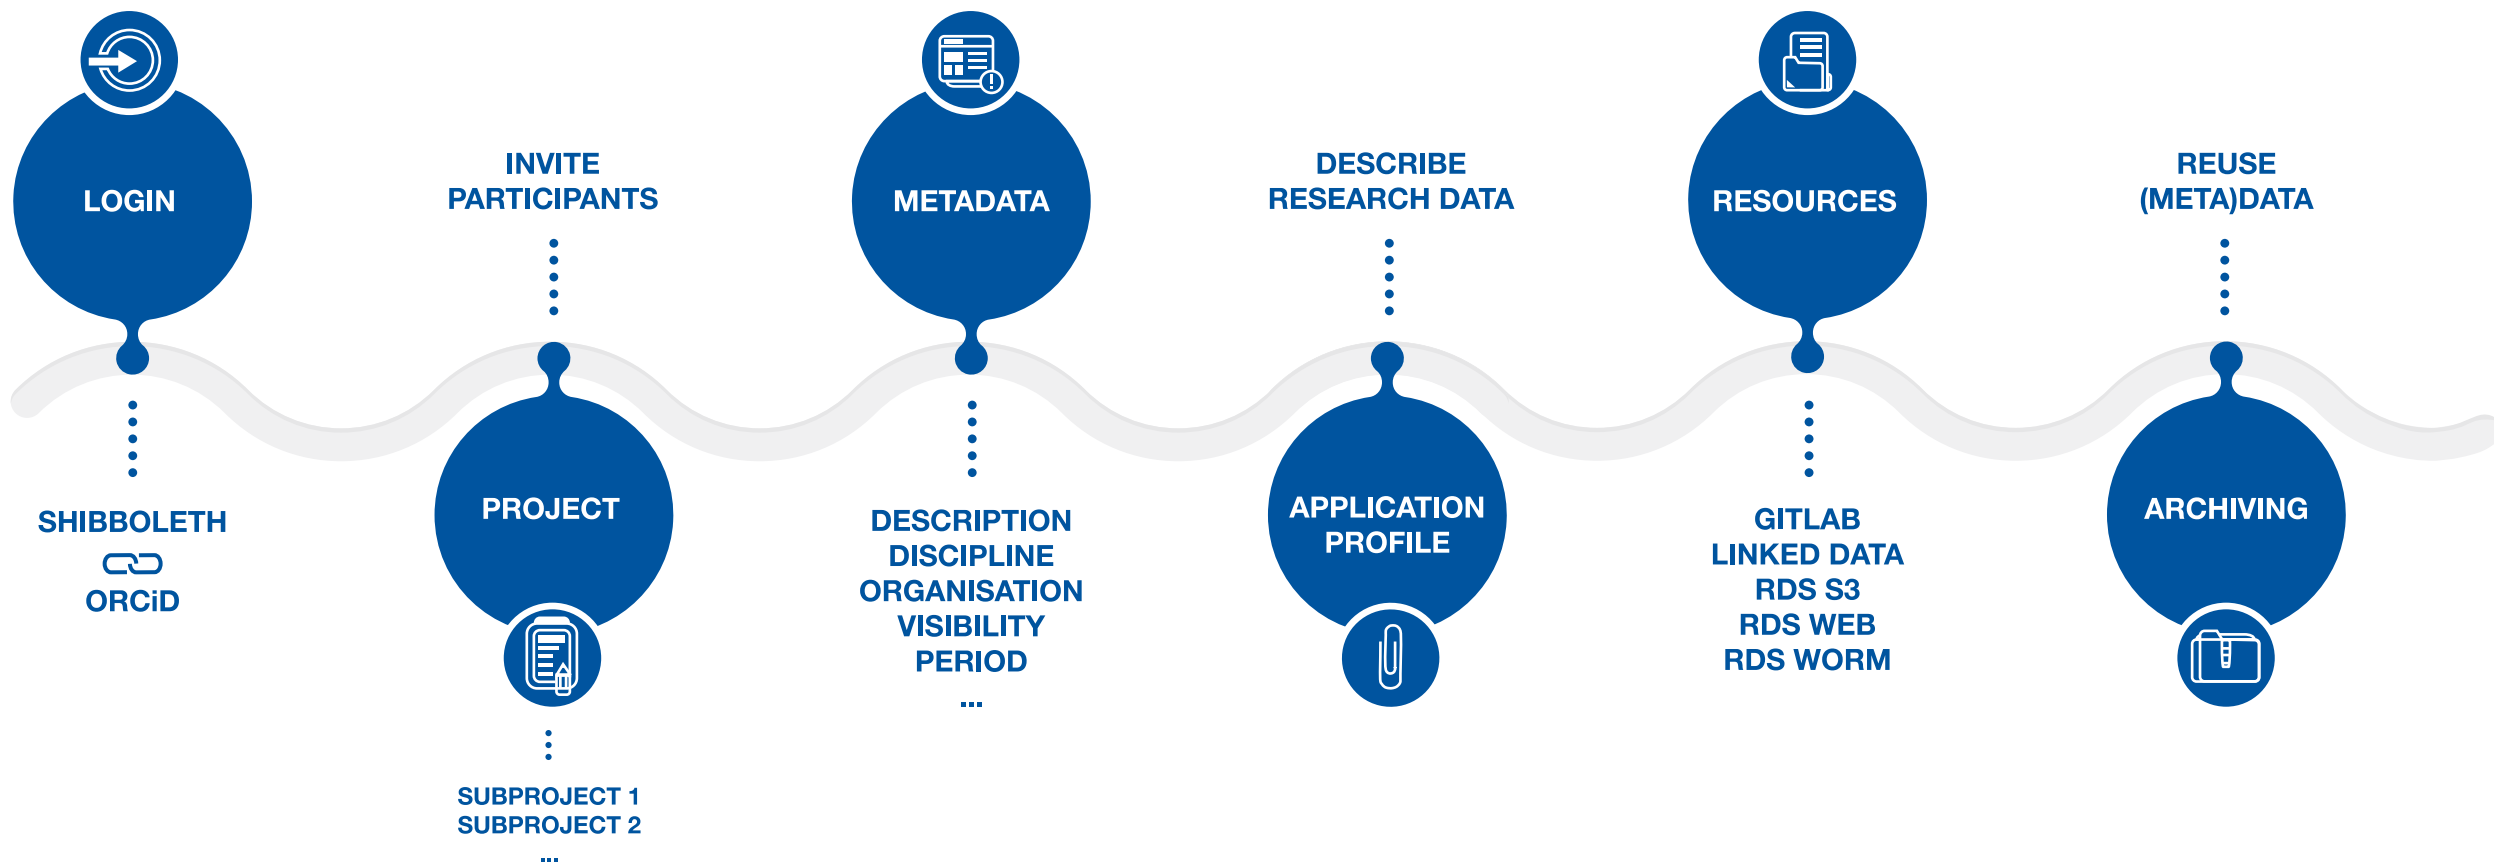 LOGIN
SHIBBOLETH
ORCiD
INVITE
PARTICIPANTS
PROJECT
SUBPROJECT 1
SUBPROJECT 2
...
METADATA
DESCRIPTION
DISCIPLINE
ORGANISATION
VISIBILITY
PERIOD
...
DESCRIBE
RESEARCH DATA
APPLICATION
PROFILE
RESOURCES
GITLAB
LINKED DATA
RDS S3
RDS WEB
RDS WORM
REUSE
(META)DATA
ARCHIVING